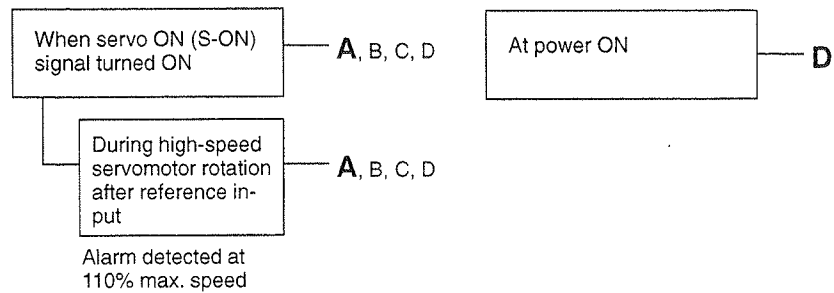 When servo ON (S-ON)
signal turned ON
A, B, C, D
At power ON
D
During high-speed
servomotor rotation
after reference in-
put
A, B, C, D
Alarm detected at
110% max. speed